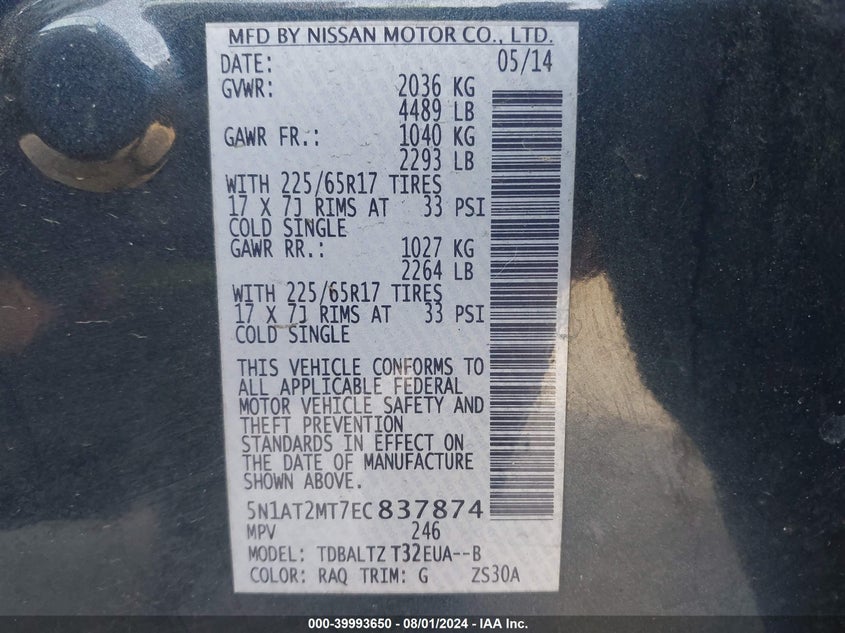 MFD BY NISSAN MOTOR CO., LTD.
DATE: 05/14
GVWR: 2036 KG
4489 LB
GAWR FR.: 1040 KG
2293 LB
WITH 225/65R17 TIRES
17 X 7J RIMS AT 33 PSI
COLD SINGLE
GAWR RR.: 1027 KG
2264 LB
WITH 225/65R17 TIRES
17 X 7J RIMS AT 33 PSI
COLD SINGLE
THIS VEHICLE CONFORMS TO
ALL APPLICABLE FEDERAL
MOTOR VEHICLE SAFETY AND
THEFT PREVENTION
STANDARDS IN EFFECT ON
THE DATE OF MANUFACTURE
SHOWN ABOVE.
5N1AT2MT7EC837874
MPV 246
MODEL: TDBALTZ T32EUA--B
COLOR: RAQ TRIM: G ZS30A
000-39993650 - 08/01/2024 - IAA Inc.